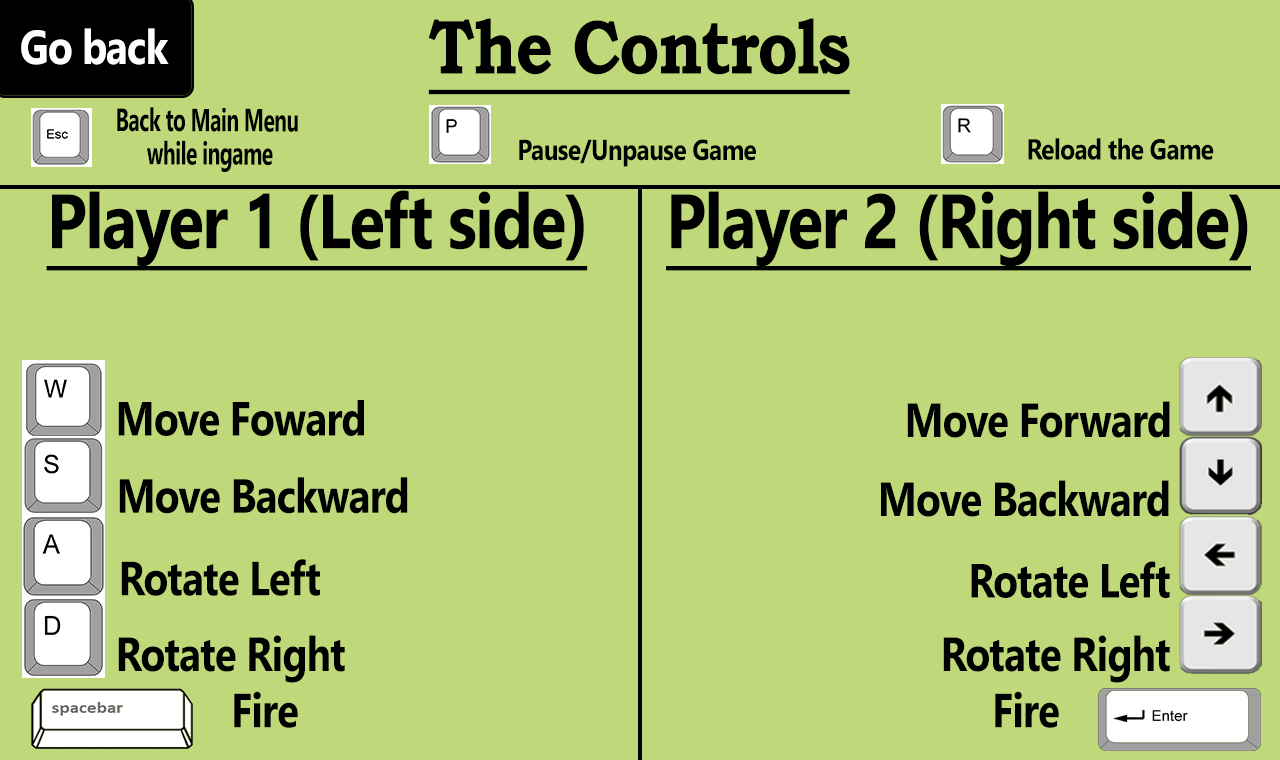 Go back
The Controls
Esc
Back to Main Menu
while ingame
P
Pause/Unpause Game
R
Reload the Game
Player 1 (Left side)
W
Move Foward
S
Move Backward
A
Rotate Left
D
Rotate Right
spacebar
Fire
Player 2 (Right side)
Move Forward
Move Backward
Rotate Left
Rotate Right
Fire
Enter